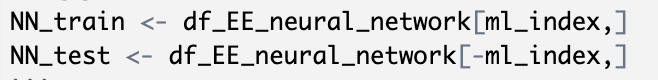 NN_train <- df_EE_neural_network[ml_index,]
NN_test <- df_EE_neural_network[-ml_index,]